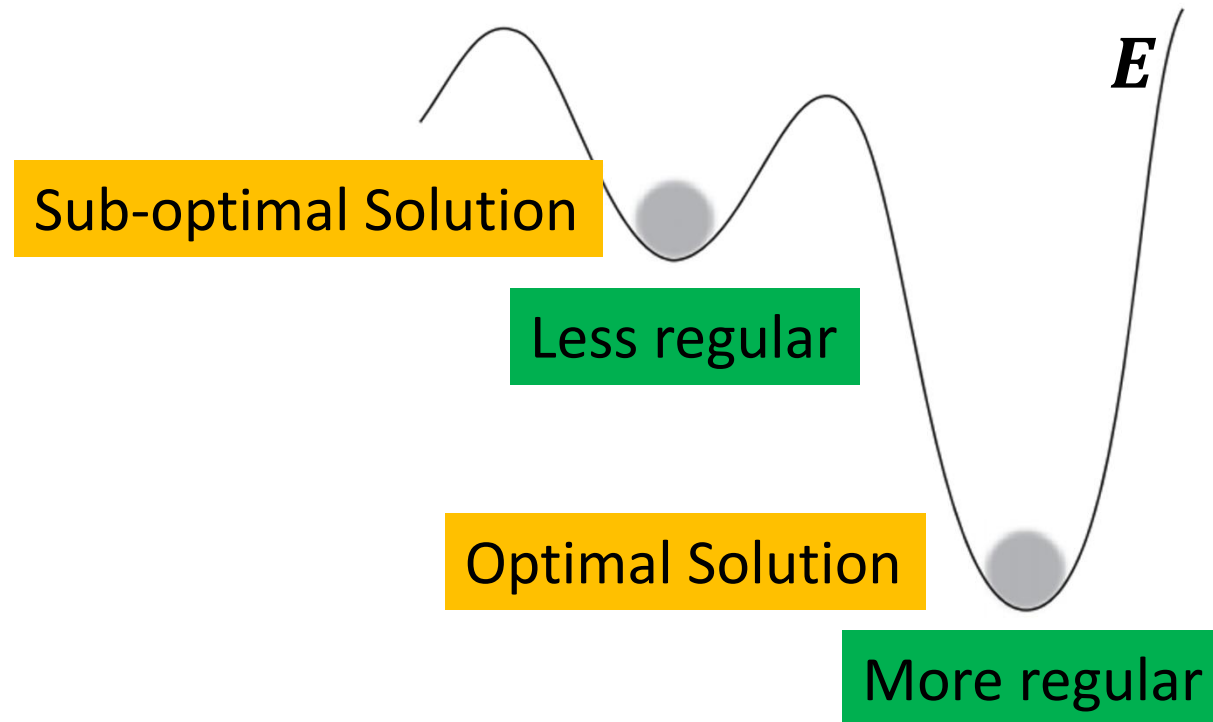 E
Sub-optimal Solution
Less regular
Optimal Solution
More regular